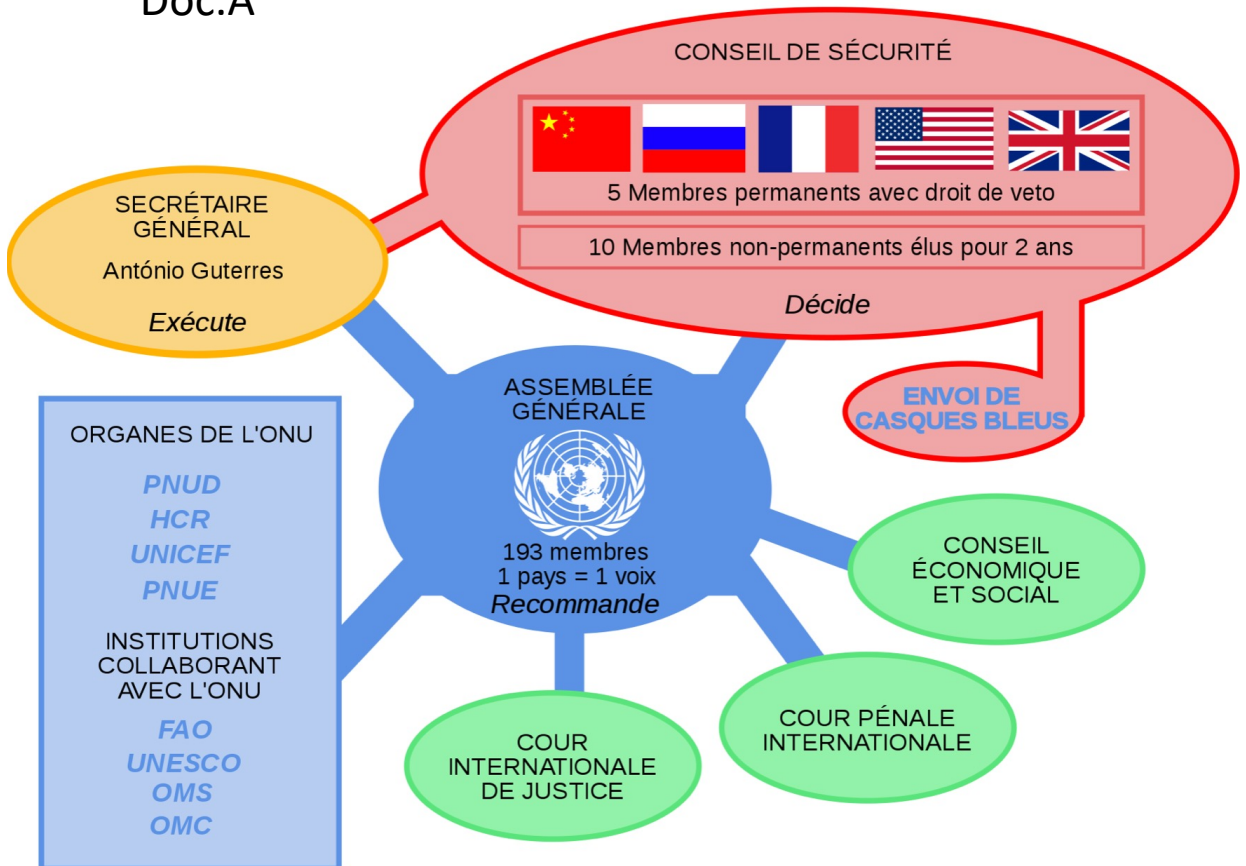 Doc.A
CONSEIL DE SÉCURITÉ
5 Membres permanents avec droit de veto
10 Membres non-permanents élus pour 2 ans
Décide
ENVOI DE
CASQUES BLEUS
SECRÉTAIRE
GÉNÉRAL
António Guterres
Exécute
ASSEMBLÉE
GÉNÉRALE
193 membres
1 pays = 1 voix
Recommande
ORGANES DE L'ONU
PNUD
HCR
UNICEF
PNUE
INSTITUTIONS
COLLABORANT
AVEC L'ONU
FAO
UNESCO
OMS
OMC
CONSEIL
ÉCONOMIQUE
ET SOCIAL
COUR PÉNALE
INTERNATIONALE
COUR
INTERNATIONALE
DE JUSTICE